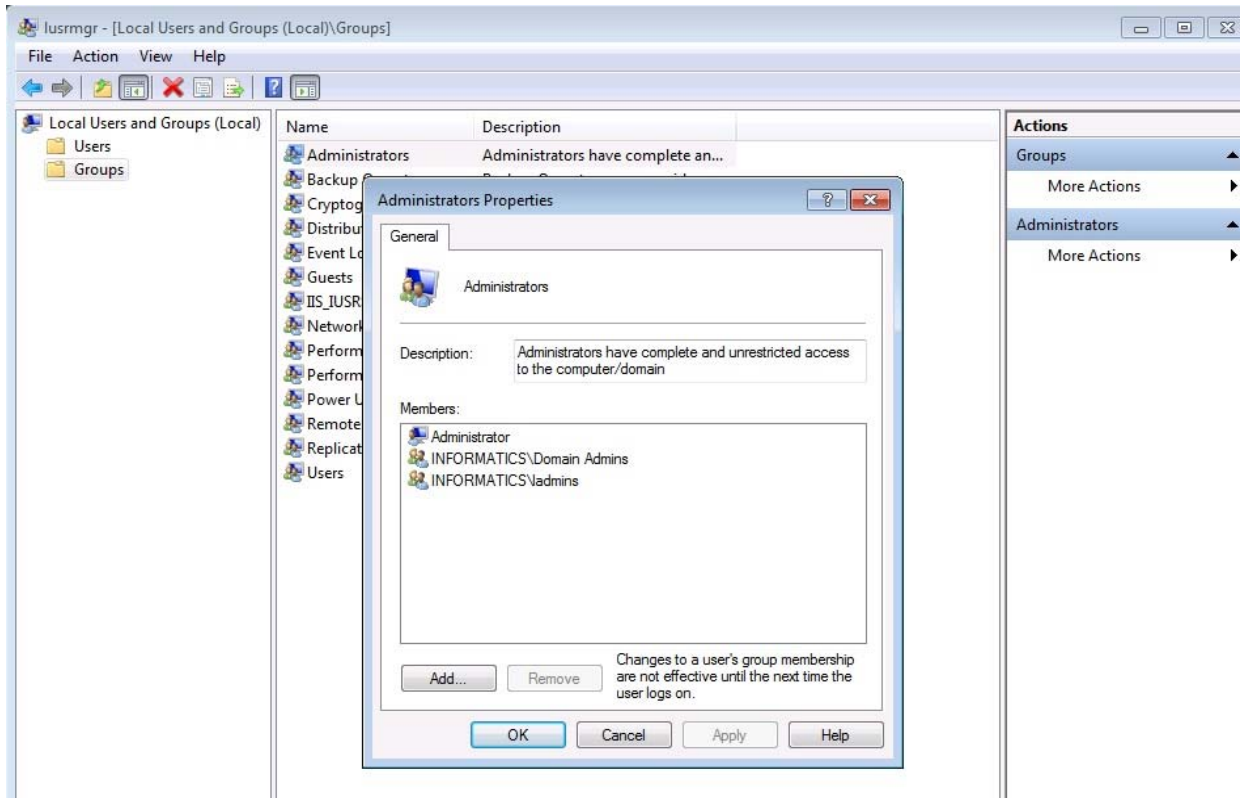 lusrmgr - [Local Users and Groups (Local)\Groups]
File Action View Help
Local Users and Groups (Local)
Users
Groups
Name Description
Administrators Administrators have complete an...
Backup
Cryptog
Distribu
Event Lo
Guests
IIS_IUSR
Network
Perform
Perform
Power U
Remote
Replicat
Users
Administrators Properties
General
Administrators
Description: Administrators have complete and unrestricted access
to the computer/domain
Members:
Administrator
INFORMATICS\Domain Admins
INFORMATICS\ladmins
Add... Remove
Changes to a user's group membership
are not effective until the next time the
user logs on.
OK Cancel Apply Help
Actions
Groups
More Actions
Administrators
More Actions